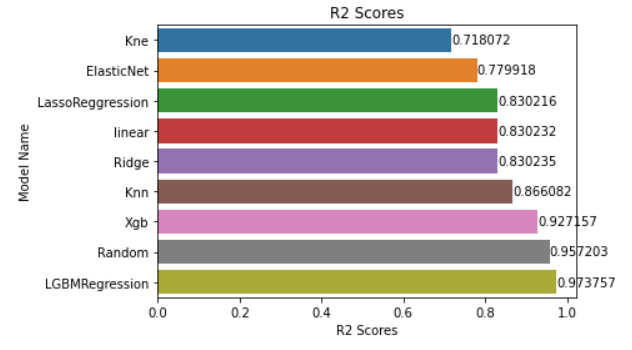 R2 Scores
Kne 0.718072
ElasticNet 0.779918
LassoReggression 0.830216
linear 0.830232
Ridge 0.830235
Knn 0.866082
Xgb 0.927157
Random 0.957203
LGBMRegression 0.973757
Model Name
0.0 0.2 0.4 0.6 0.8 1.0
R2 Scores